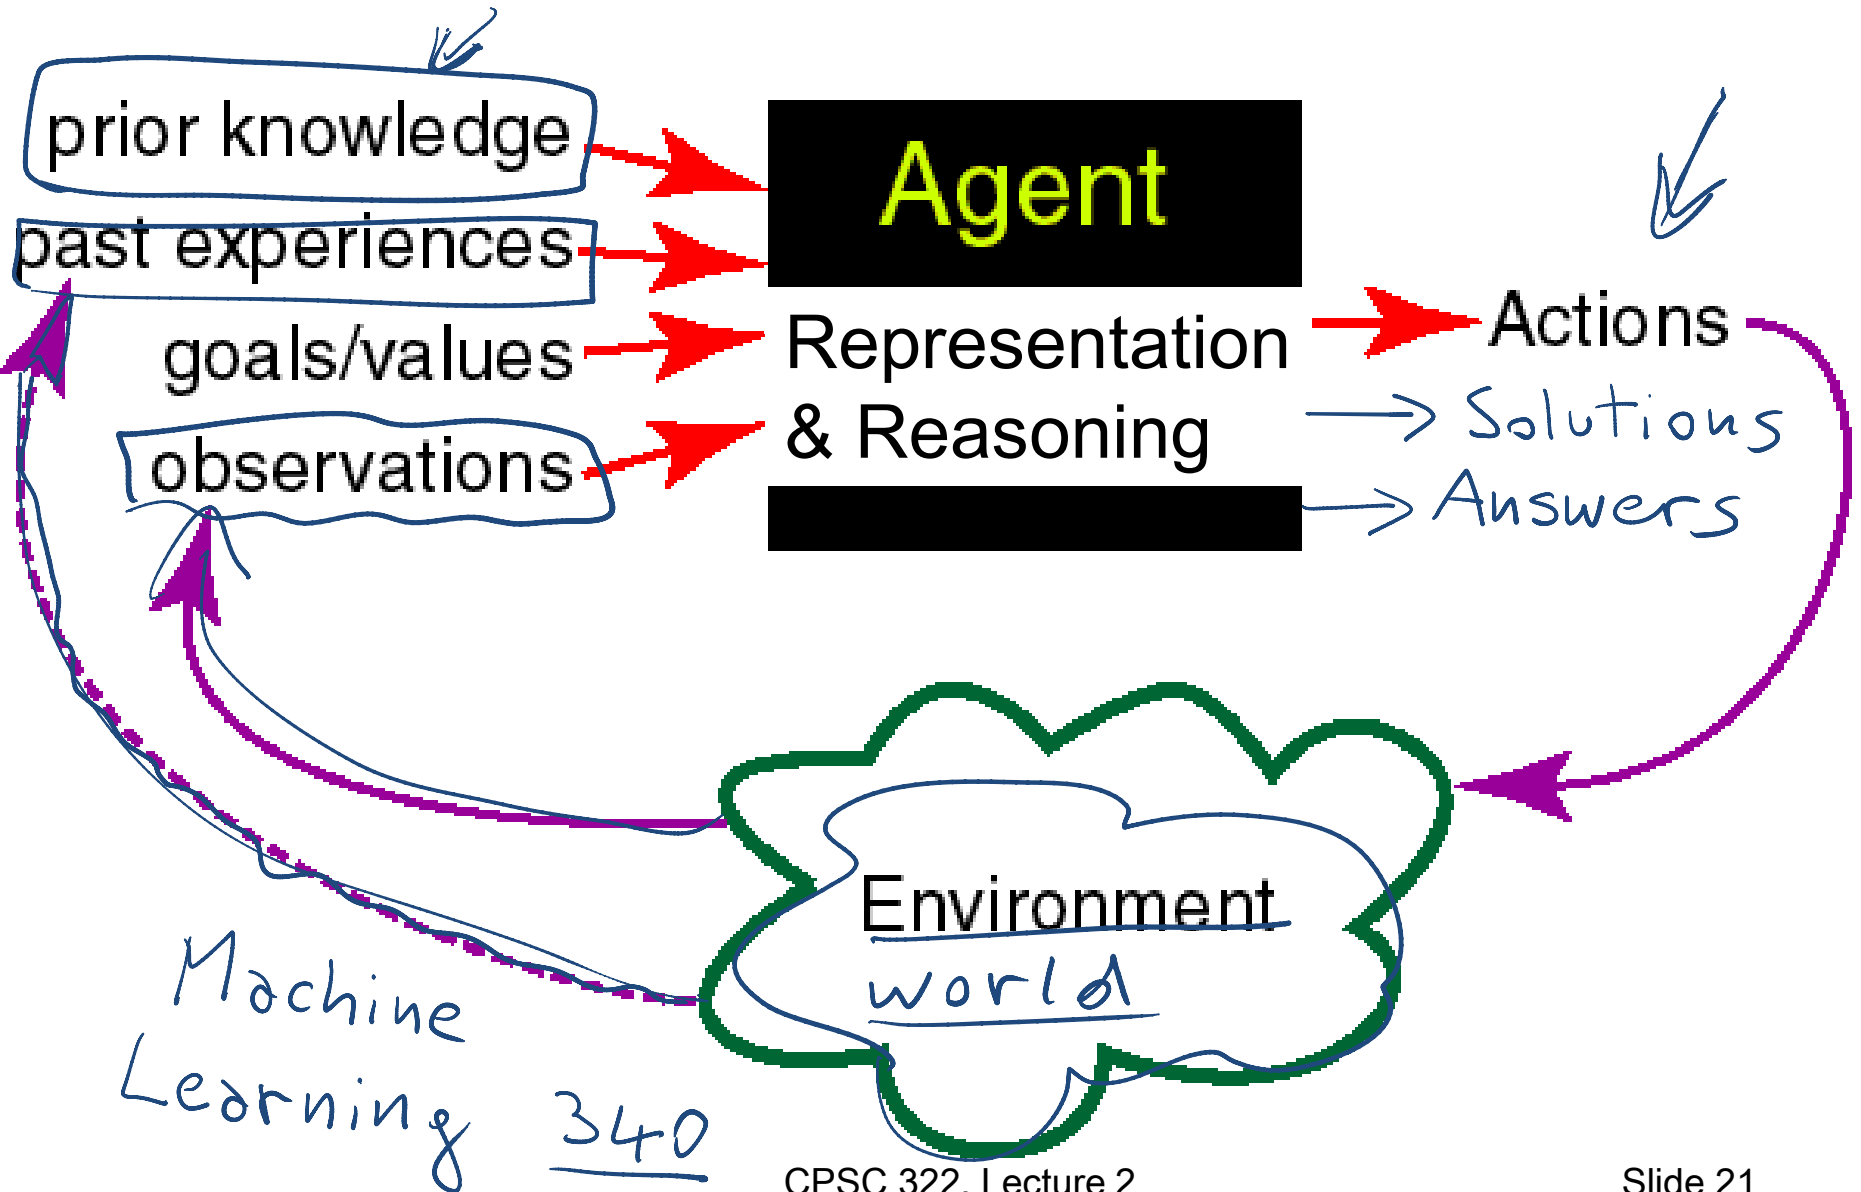 prior knowledge
past experiences
goals/values
observations
Agent
Representation
& Reasoning
Actions
Solutions
Answers
Environment
world
Machine
Learning 340
CPSC 322, Lecture 2
Slide 21